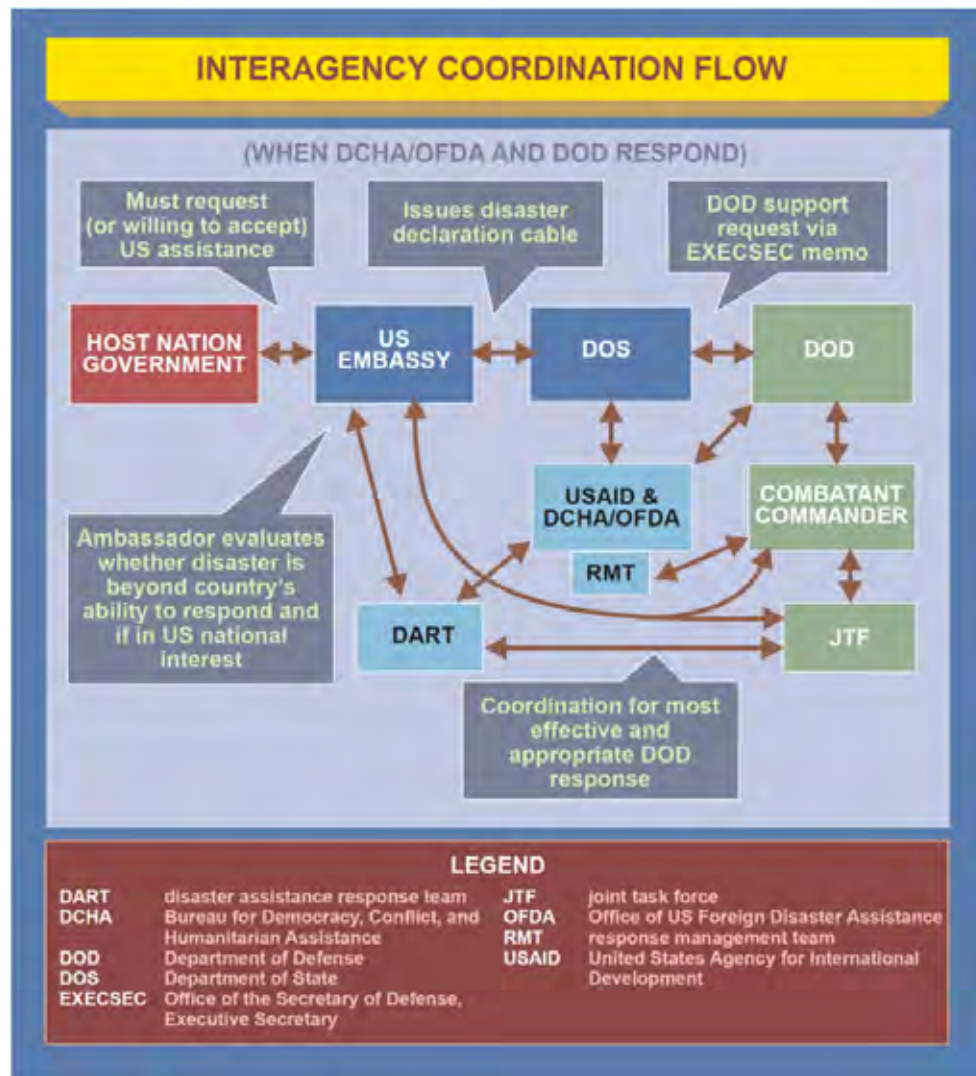 INTERAGENCY COORDINATION FLOW
(WHEN DCHA/OFDA AND DOD RESPOND)
Must request
(or willing to accept)
US assistance
Issues disaster
declaration cable
DOD support
request via
EXECSEC memo
HOST NATION
GOVERNMENT
US
EMBASSY
DOS
DOD
USAID &
DCHA/OFDA
COMBATANT
COMMANDER
RMT
Ambassador evaluates
whether disaster is
beyond country's
ability to respond and
if in US national
interest
DART
JTF
Coordination for most
effective and
appropriate DOD
response
LEGEND
DART disaster assistance response team
DCHA Bureau for Democracy, Conflict, and
Humanitarian Assistance
DOD Department of Defense
DOS Department of State
EXECSEC Office of the Secretary of Defense,
Executive Secretary
JTF joint task force
OFDA Office of US Foreign Disaster Assistance
RMT response management team
USAID United States Agency for International
Development